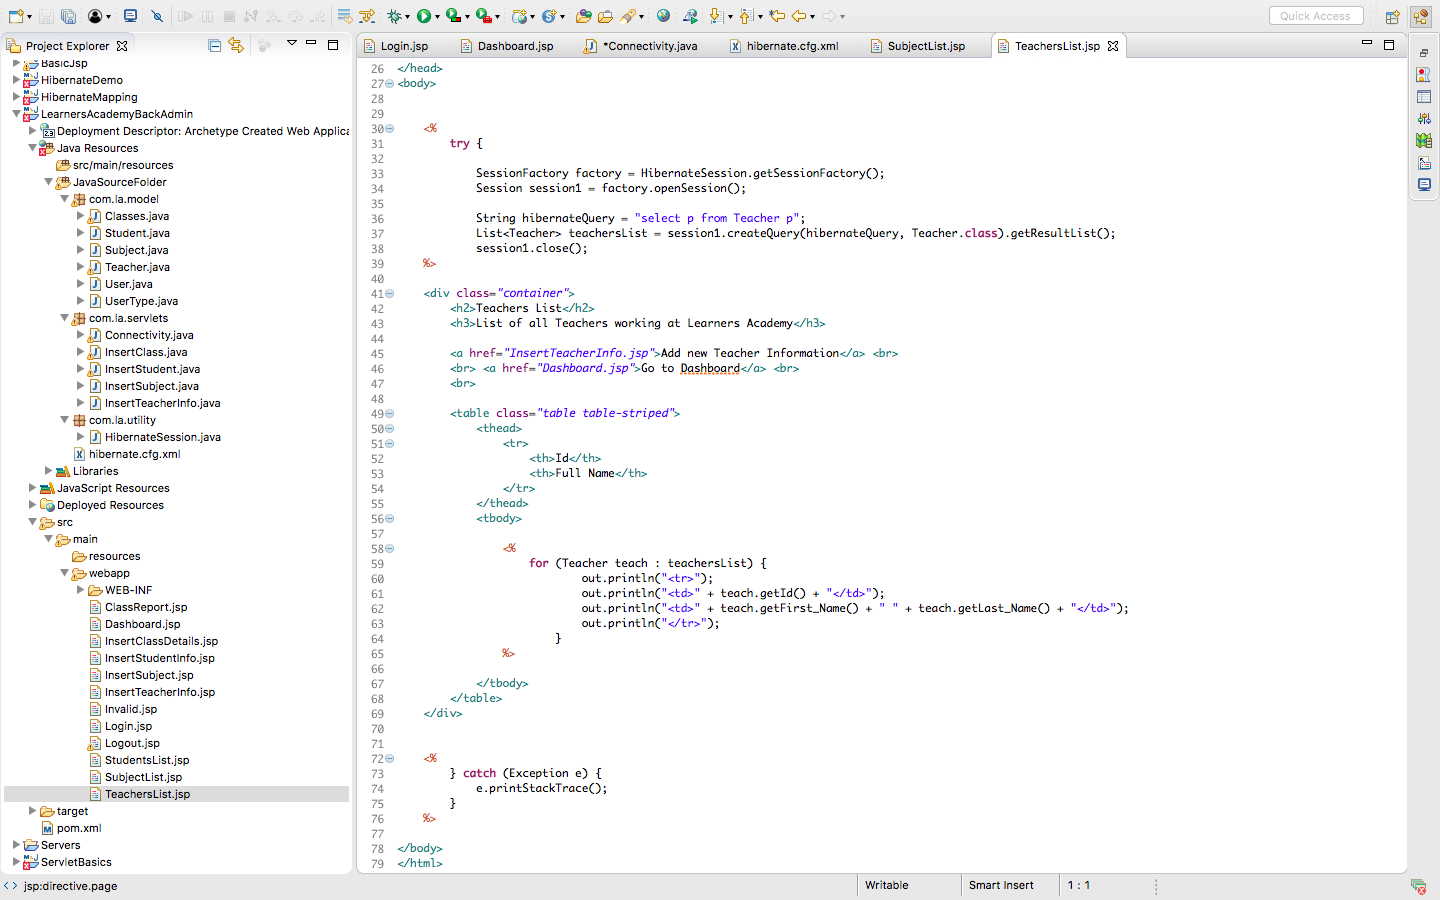 Quick Access
Project Explorer
BasicJsp
HibernateDemo
HibernateMapping
LearnersAcademyBackAdmin
Deployment Descriptor: Archetype Created Web Applica
Java Resources
src/main/resources
JavaSourceFolder
com.la.model
Classes.java
Student.java
Subject.java
Teacher.java
User.java
UserType.java
com.la.servlets
Connectivity.java
InsertClass.java
InsertStudent.java
InsertSubject.java
InsertTeacherInfo.java
com.la.utility
HibernateSession.java
hibernate.cfg.xml
Libraries
JavaScript Resources
Deployed Resources
src
main
resources
webapp
WEB-INF
ClassReport.jsp
Dashboard.jsp
InsertClassDetails.jsp
InsertStudentInfo.jsp
InsertSubject.jsp
InsertTeacherInfo.jsp
Invalid.jsp
Login.jsp
Logout.jsp
StudentsList.jsp
SubjectList.jsp
TeachersList.jsp
target
pom.xml
Servers
ServletBasics
Login.jsp Dashboard.jsp *Connectivity.java hibernate.cfg.xml SubjectList.jsp TeachersList.jsp
26 </head>
27 <body>
28
29
30 <%
31 try {
32
33 SessionFactory factory = HibernateSession.getSessionFactory();
34 Session session1 = factory.openSession();
35
36 String hibernateQuery = "select p from Teacher p";
37 List<Teacher> teachersList = session1.createQuery(hibernateQuery, Teacher.class).getResultList();
38 session1.close();
39 %>
40
41 <div class="container">
42 <h2>Teachers List</h2>
43 <h3>List of all Teachers working at Learners Academy</h3>
44
45 <a href="InsertTeacherInfo.jsp">Add new Teacher Information</a> <br>
46 <br> <a href="Dashboard.jsp">Go to Dashboard</a> <br>
47 <br>
48
49 <table class="table table-striped">
50 <thead>
51 <tr>
52 <th>Id</th>
53 <th>Full Name</th>
54 </tr>
55 </thead>
56 <tbody>
57
58 <%
59 for (Teacher teach : teachersList) {
60 out.println("<tr>");
61 out.println("<td>" + teach.getId() + "</td>");
62 out.println("<td>" + teach.getFirst_Name() + " " + teach.getLast_Name() + "</td>");
63 out.println("</tr>");
64 }
65 %>
66
67 </tbody>
68 </table>
69 </div>
70
71
72 <%
73 } catch (Exception e) {
74 e.printStackTrace();
75 }
76 %>
77
78 </body>
79 </html>
jsp:directive.page Writable Smart Insert 1 : 1